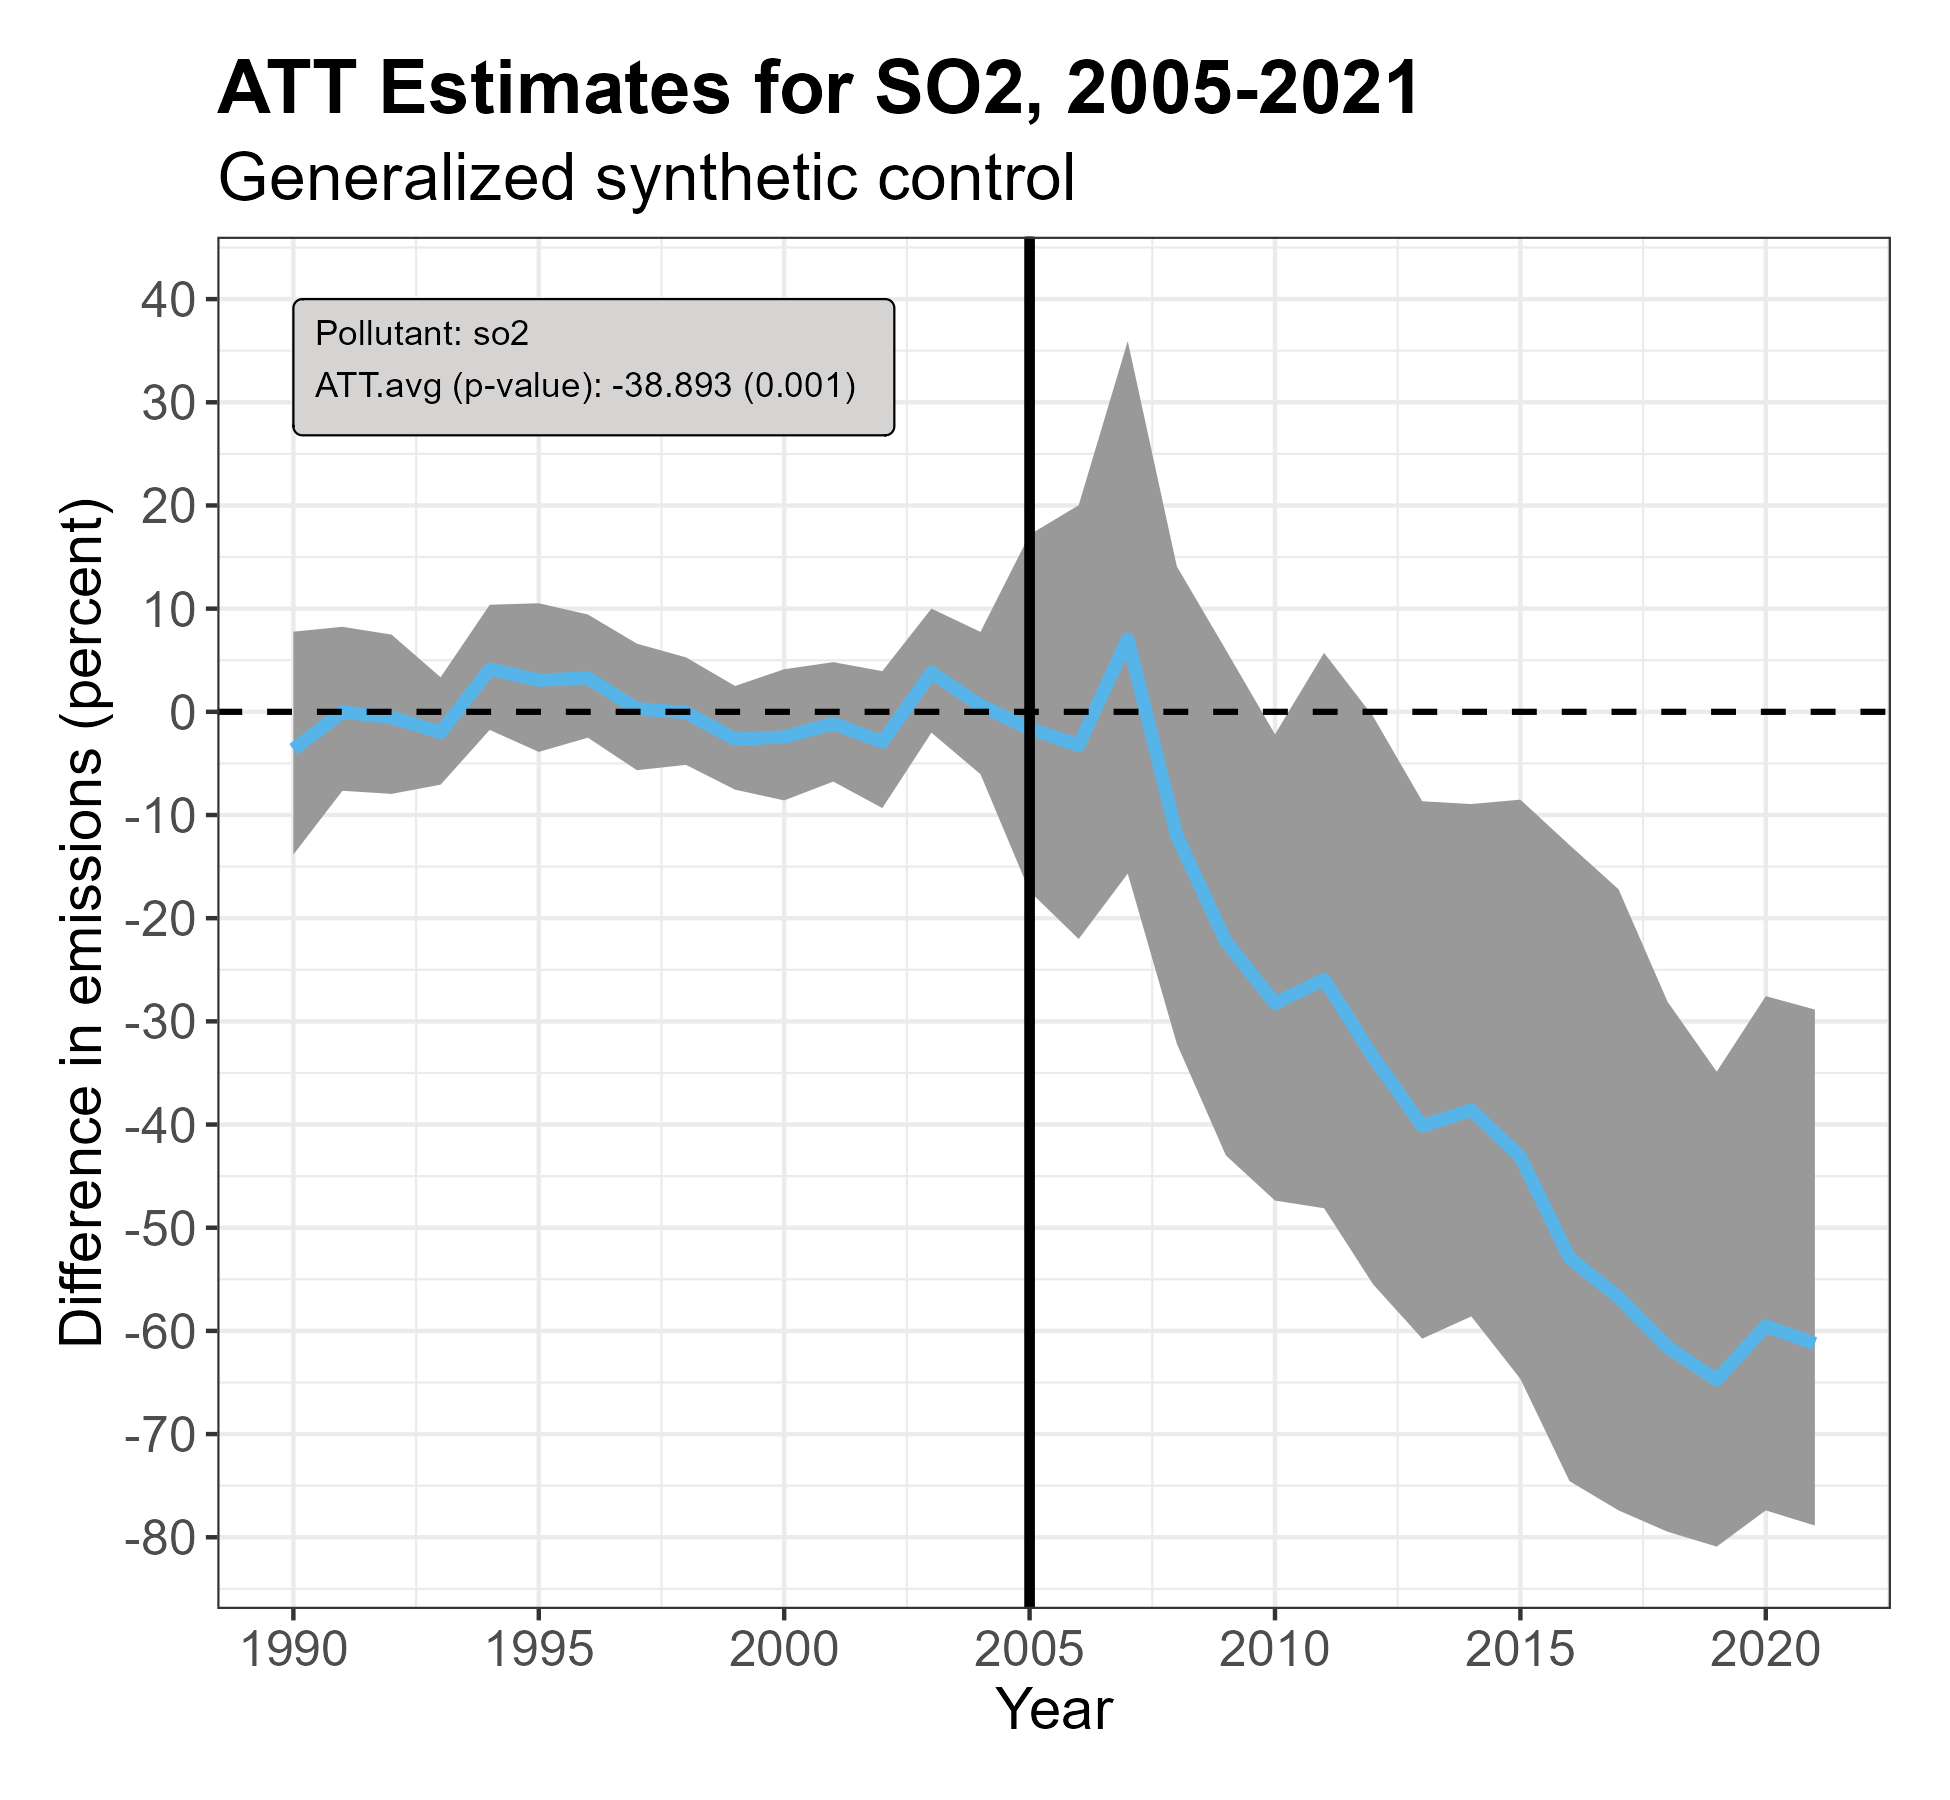 ATT Estimates for SO2, 2005-2021
Generalized synthetic control
Pollutant: so2
ATT.avg (p-value): -38.893 (0.001)
Difference in emissions (percent)
40
30
20
10
0
-10
-20
-30
-40
-50
-60
-70
-80
1990 1995 2000 2005 2010 2015 2020
Year